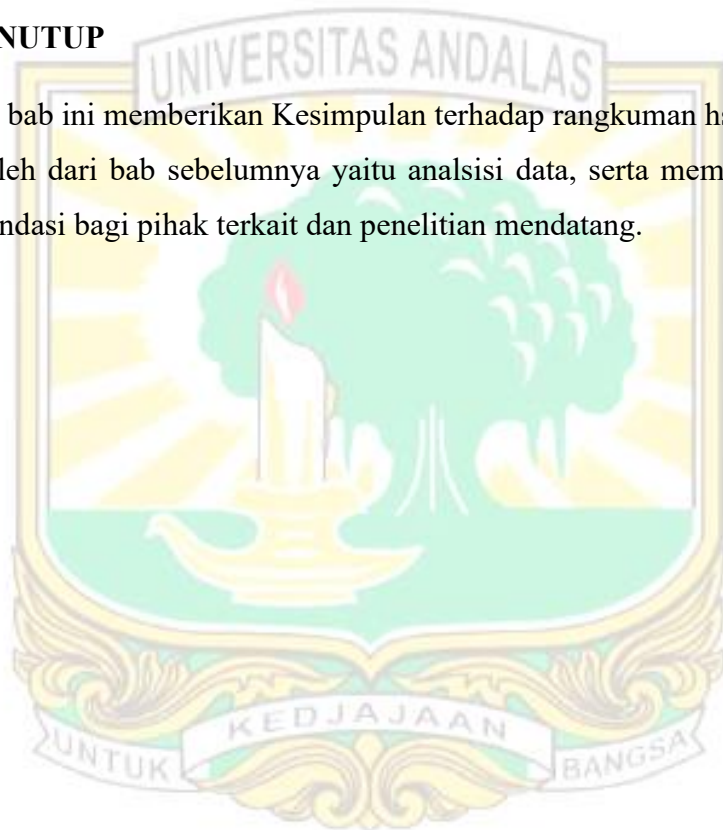 NUTUP
UNIVERSITAS ANDALAS
bab ini memberikan Kesimpulan terhadap rangkuman hs
leh dari bab sebelumnya yaitu analsisi data, serta mem
ndasi bagi pihak terkait dan penelitian mendatang.
KEDJAJAAN
UNTUK
BANGSA